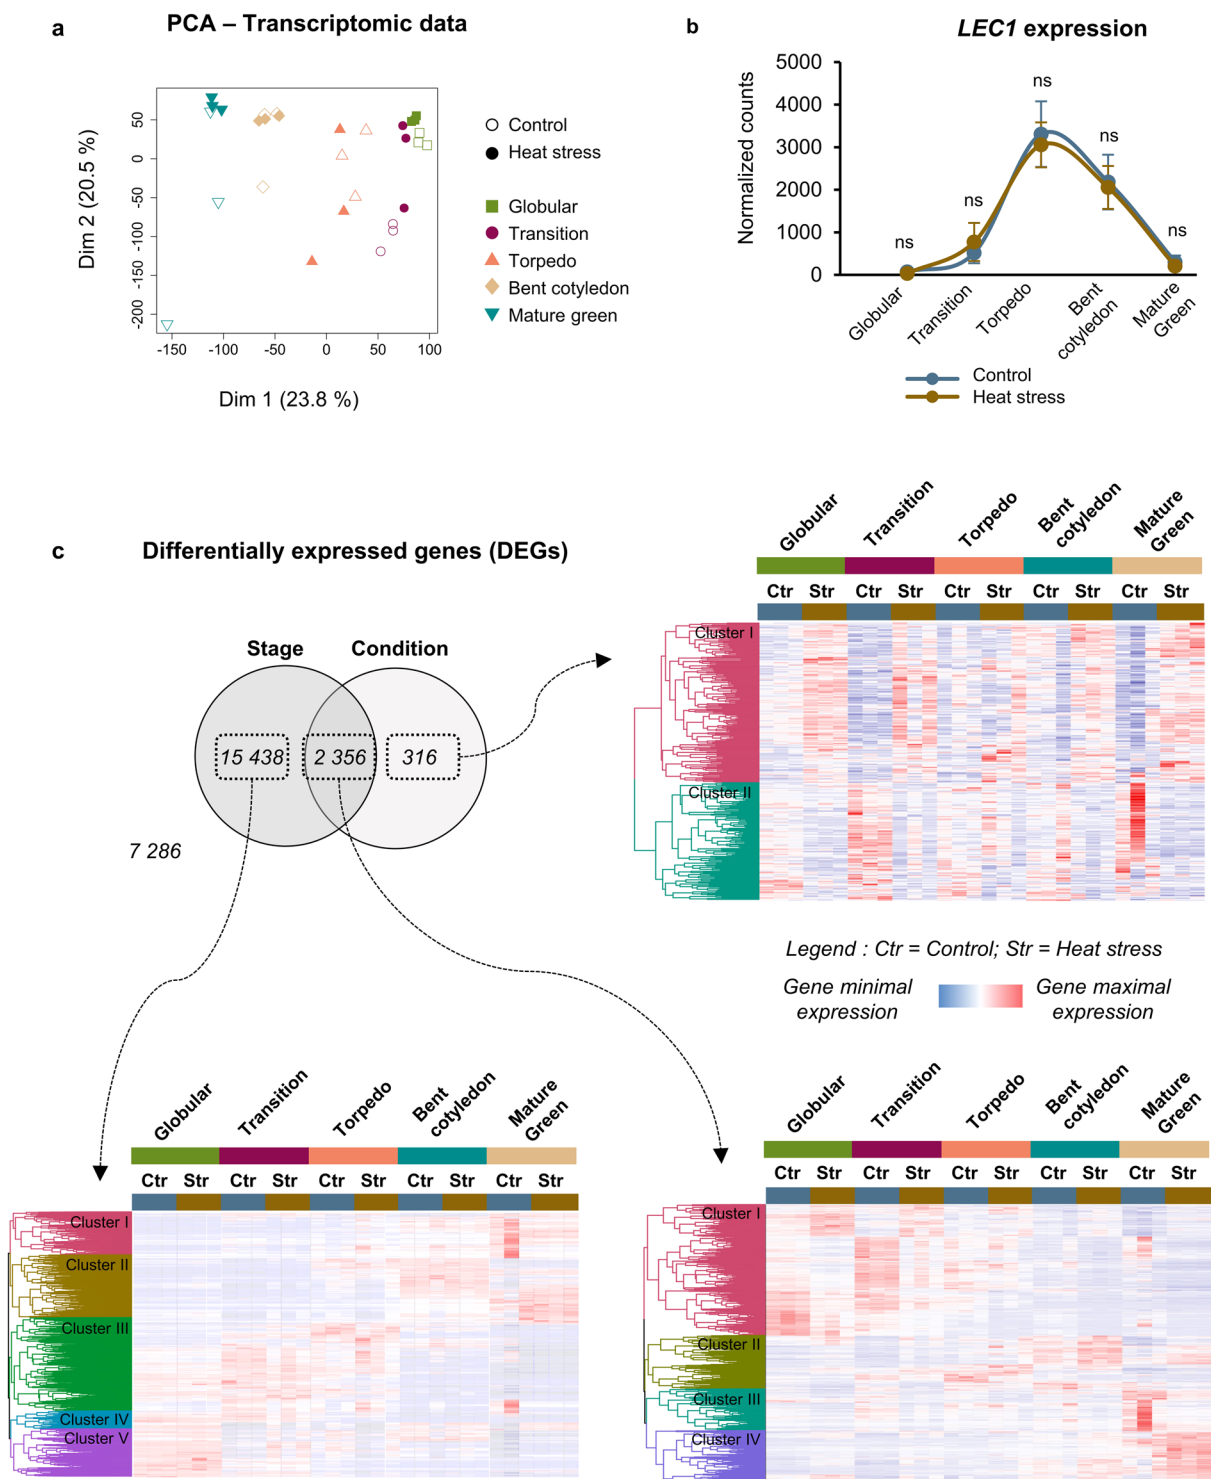 a
PCA – Transcriptomic data
Dim 2 (20.5 %)
50
0
-50
-100
-150
-200
-150
-100
-50
0
50
100
Dim 1 (23.8 %)
Control
Heat stress
Globular
Transition
Torpedo
Bent cotyledon
Mature green
b
LEC1 expression
Normalized counts
5000
4000
3000
2000
1000
0
ns
ns
ns
ns
ns
Globular
Transition
Torpedo
Bent
cotyledon
Mature
Green
Control
Heat stress
c
Differentially expressed genes (DEGs)
Stage
Condition
15 438
2 356
316
7 286
Globular
Transition
Torpedo
Bent
cotyledon
Mature
Green
Ctr Str Ctr Str Ctr Str Ctr Str Ctr Str
Cluster I
Cluster II
Legend : Ctr = Control; Str = Heat stress
Gene minimal
expression
Gene maximal
expression
Globular
Transition
Torpedo
Bent
cotyledon
Mature
Green
Ctr Str Ctr Str Ctr Str Ctr Str Ctr Str
Cluster I
Cluster II
Cluster III
Cluster IV
Cluster V
Globular
Transition
Torpedo
Bent
cotyledon
Mature
Green
Ctr Str Ctr Str Ctr Str Ctr Str Ctr Str
Cluster I
Cluster II
Cluster III
Cluster IV